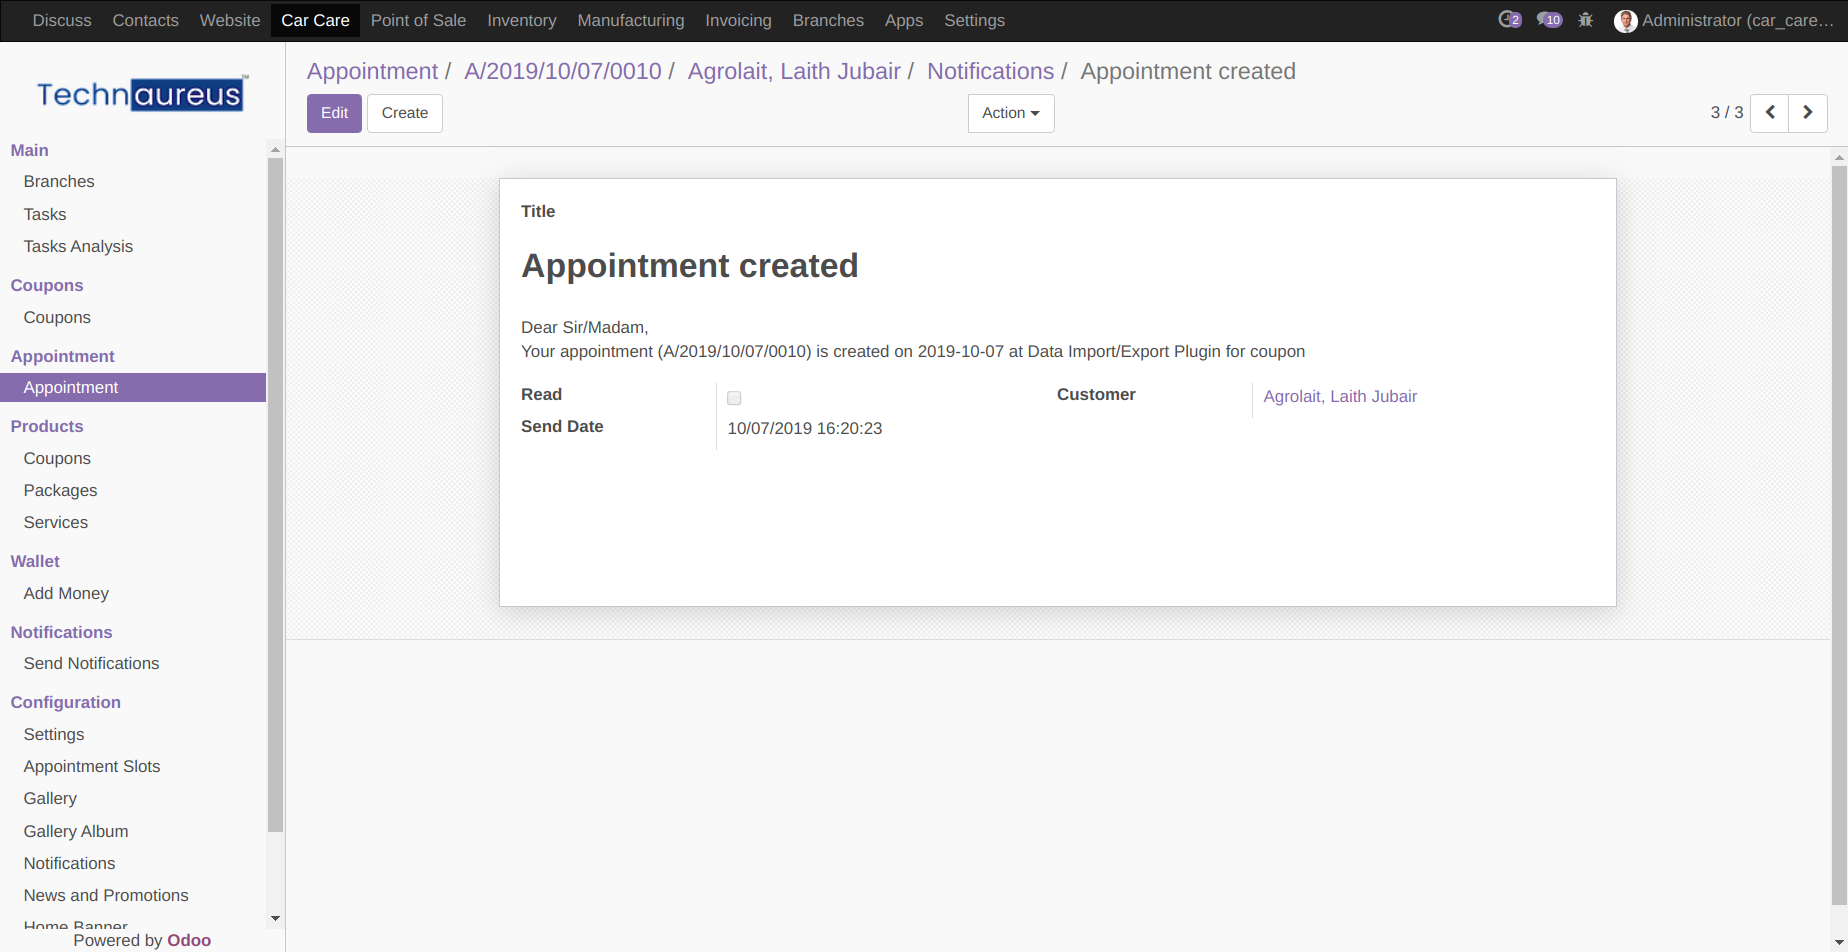 Discuss Contacts Website Car Care Point of Sale Inventory Manufacturing Invoicing Branches Apps Settings 2 10 Administrator (car_care...
Technaureus™
Main
Branches
Tasks
Tasks Analysis
Coupons
Coupons
Appointment
Appointment
Products
Coupons
Packages
Services
Wallet
Add Money
Notifications
Send Notifications
Configuration
Settings
Appointment Slots
Gallery
Gallery Album
Notifications
News and Promotions
Home Banner
Powered by Odoo
Appointment / A/2019/10/07/0010 / Agrolait, Laith Jubair / Notifications / Appointment created
Edit Create Action 3 / 3
Title
Appointment created
Dear Sir/Madam,
Your appointment (A/2019/10/07/0010) is created on 2019-10-07 at Data Import/Export Plugin for coupon
Read Customer Agrolait, Laith Jubair
Send Date 10/07/2019 16:20:23